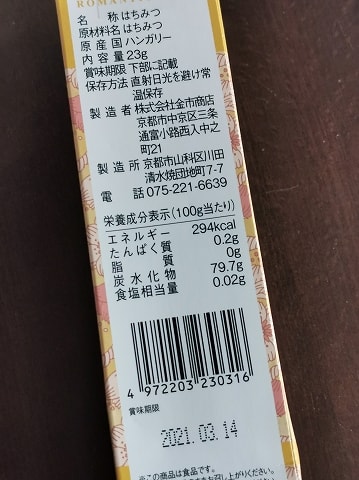 ROMANT
名 称 はちみつ
原材料名 はちみつ
原産国 ハンガリー
内容量 23g
賞味期限 下部に記載
保存方法 直射日光を避け常
温保存
製造者 株式会社金市商店
京都市中京区三条
通富小路西入中之
町21
製造所 京都市山科区川田
清水焼団地町7-7
電話 075-221-6639
栄養成分表示(100g当たり)
エネルギー 294kcal
たんぱく質 0.2g
脂質 0g
炭水化物 79.7g
食塩相当量 0.02g
4 972203 230316
賞味期限
2021.03.14
※この商品は食品です。